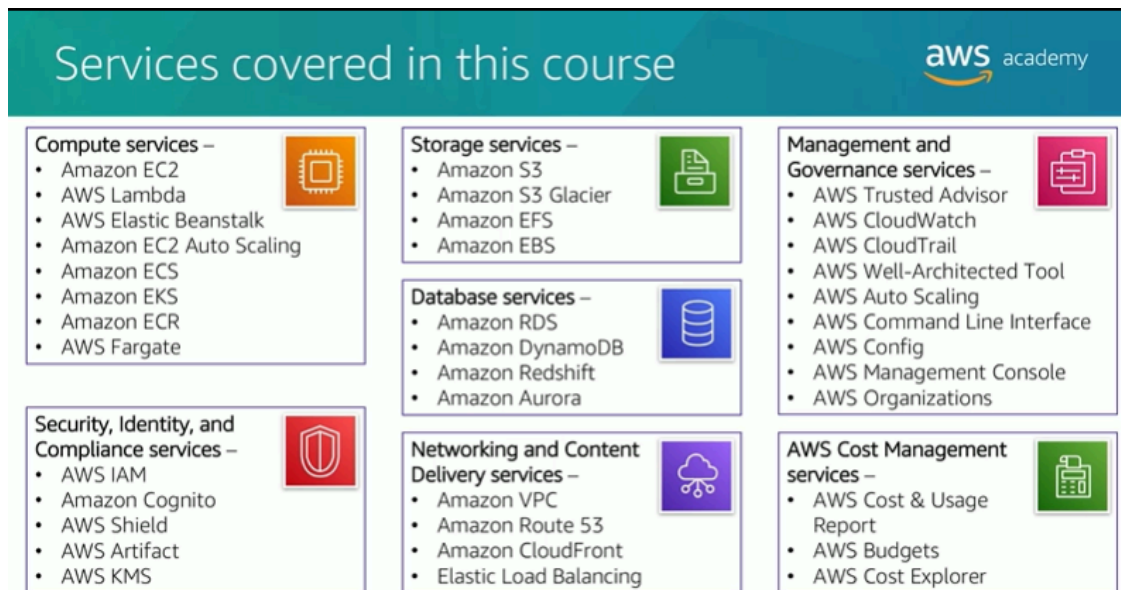 Services covered in this course
aws academy
Compute services –
• Amazon EC2
• AWS Lambda
• AWS Elastic Beanstalk
• Amazon EC2 Auto Scaling
• Amazon ECS
• Amazon EKS
• Amazon ECR
• AWS Fargate
Security, Identity, and
Compliance services –
• AWS IAM
• Amazon Cognito
• AWS Shield
• AWS Artifact
• AWS KMS
Storage services –
• Amazon S3
• Amazon S3 Glacier
• Amazon EFS
• Amazon EBS
Database services –
• Amazon RDS
• Amazon DynamoDB
• Amazon Redshift
• Amazon Aurora
Networking and Content
Delivery services –
• Amazon VPC
• Amazon Route 53
• Amazon CloudFront
• Elastic Load Balancing
Management and
Governance services –
• AWS Trusted Advisor
• AWS CloudWatch
• AWS CloudTrail
• AWS Well-Architected Tool
• AWS Auto Scaling
• AWS Command Line Interface
• AWS Config
• AWS Management Console
• AWS Organizations
AWS Cost Management
services –
• AWS Cost & Usage
Report
• AWS Budgets
• AWS Cost Explorer